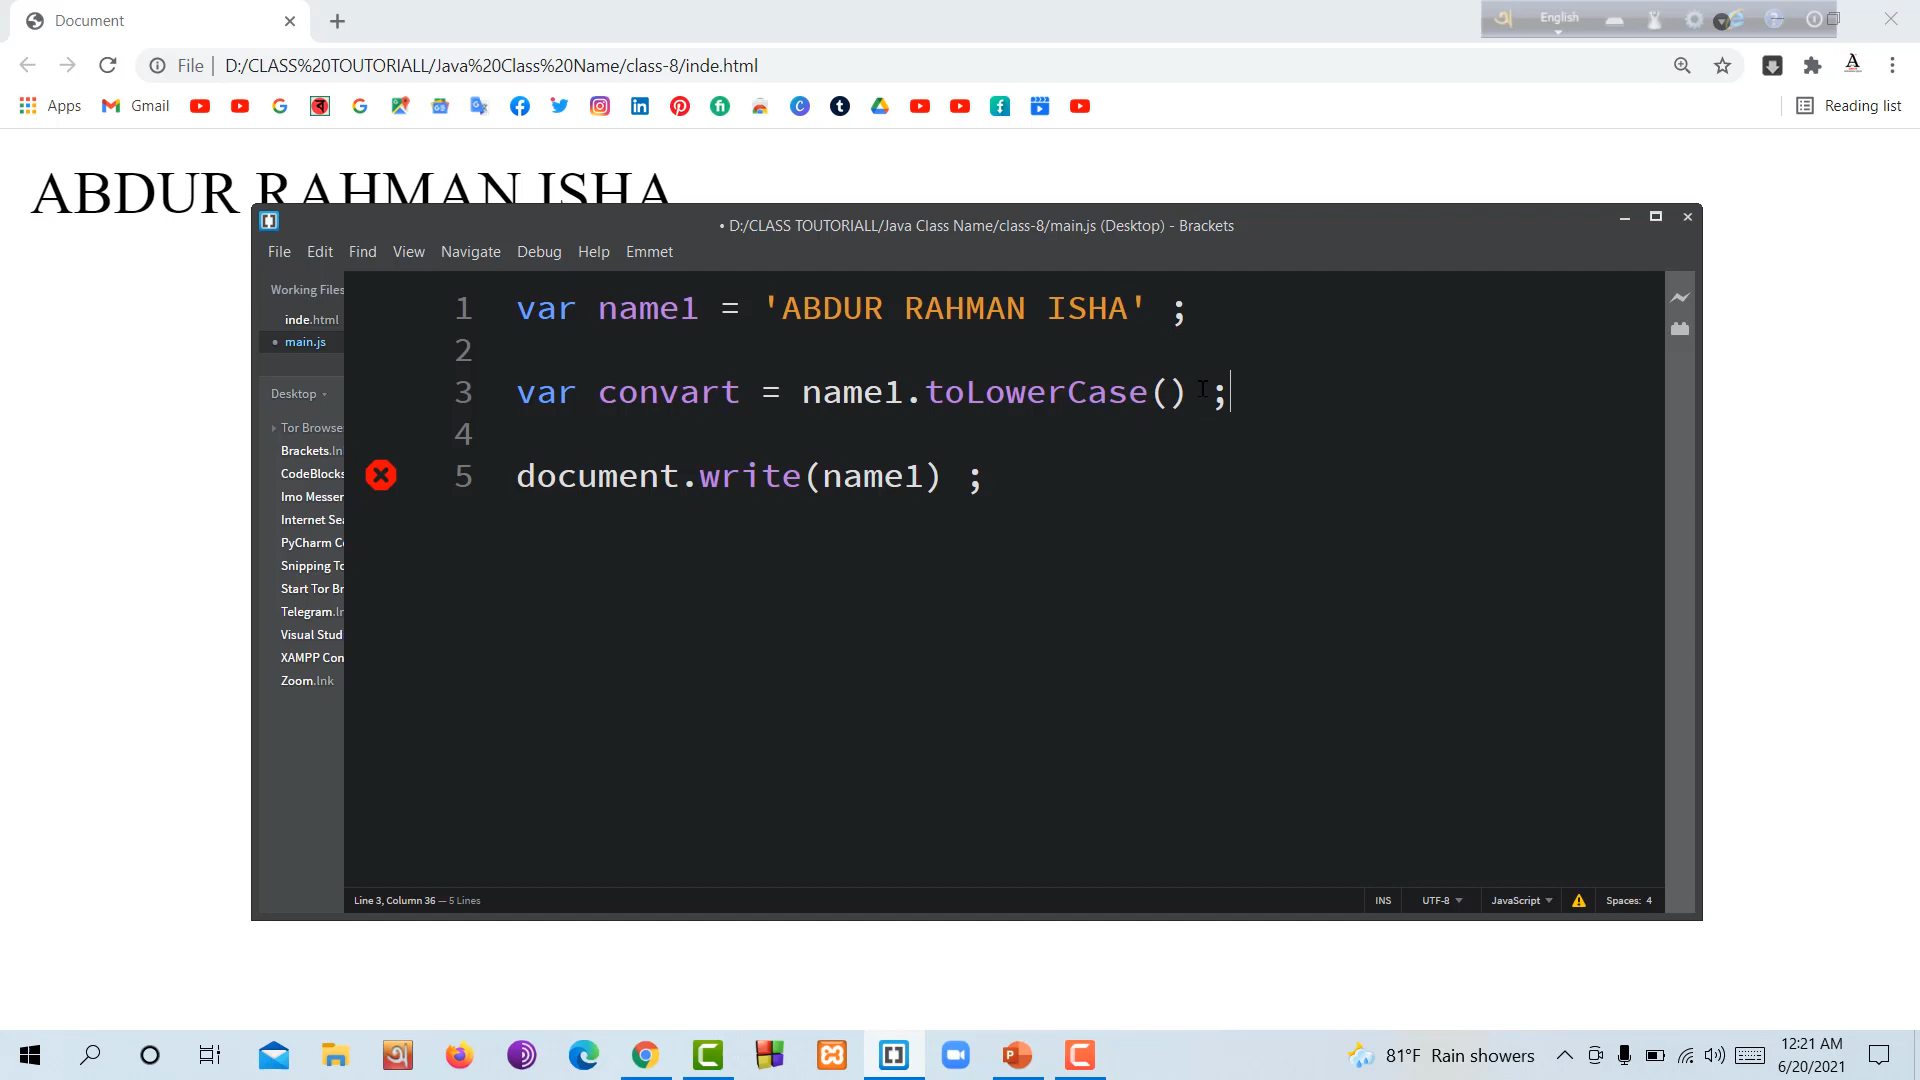 Document
English
File
D:/CLASS%20TOUTORIALL/Java%20Class%20Name/class-8/inde.html
Apps
Gmail
Reading list
ABDUR RAHMAN ISHA
• D:/CLASS TOUTORIALL/Java Class Name/class-8/main.js (Desktop) - Brackets
File Edit Find View Navigate Debug Help Emmet
Working Files
inde.html
• main.js
Desktop
Tor Browse
Brackets.ln
CodeBlocks
Imo Messen
Internet Sea
PyCharm Co
Snipping To
Start Tor Br
Telegram.ln
Visual Stud
XAMPP Con
Zoom.lnk
1 var name1 = 'ABDUR RAHMAN ISHA' ;
2
3 var convart = name1.toLowerCase() ;
4
5 document.write(name1) ;
Line 3, Column 36 — 5 Lines
INS
UTF-8
JavaScript
Spaces: 4
81°F Rain showers
12:21 AM
6/20/2021